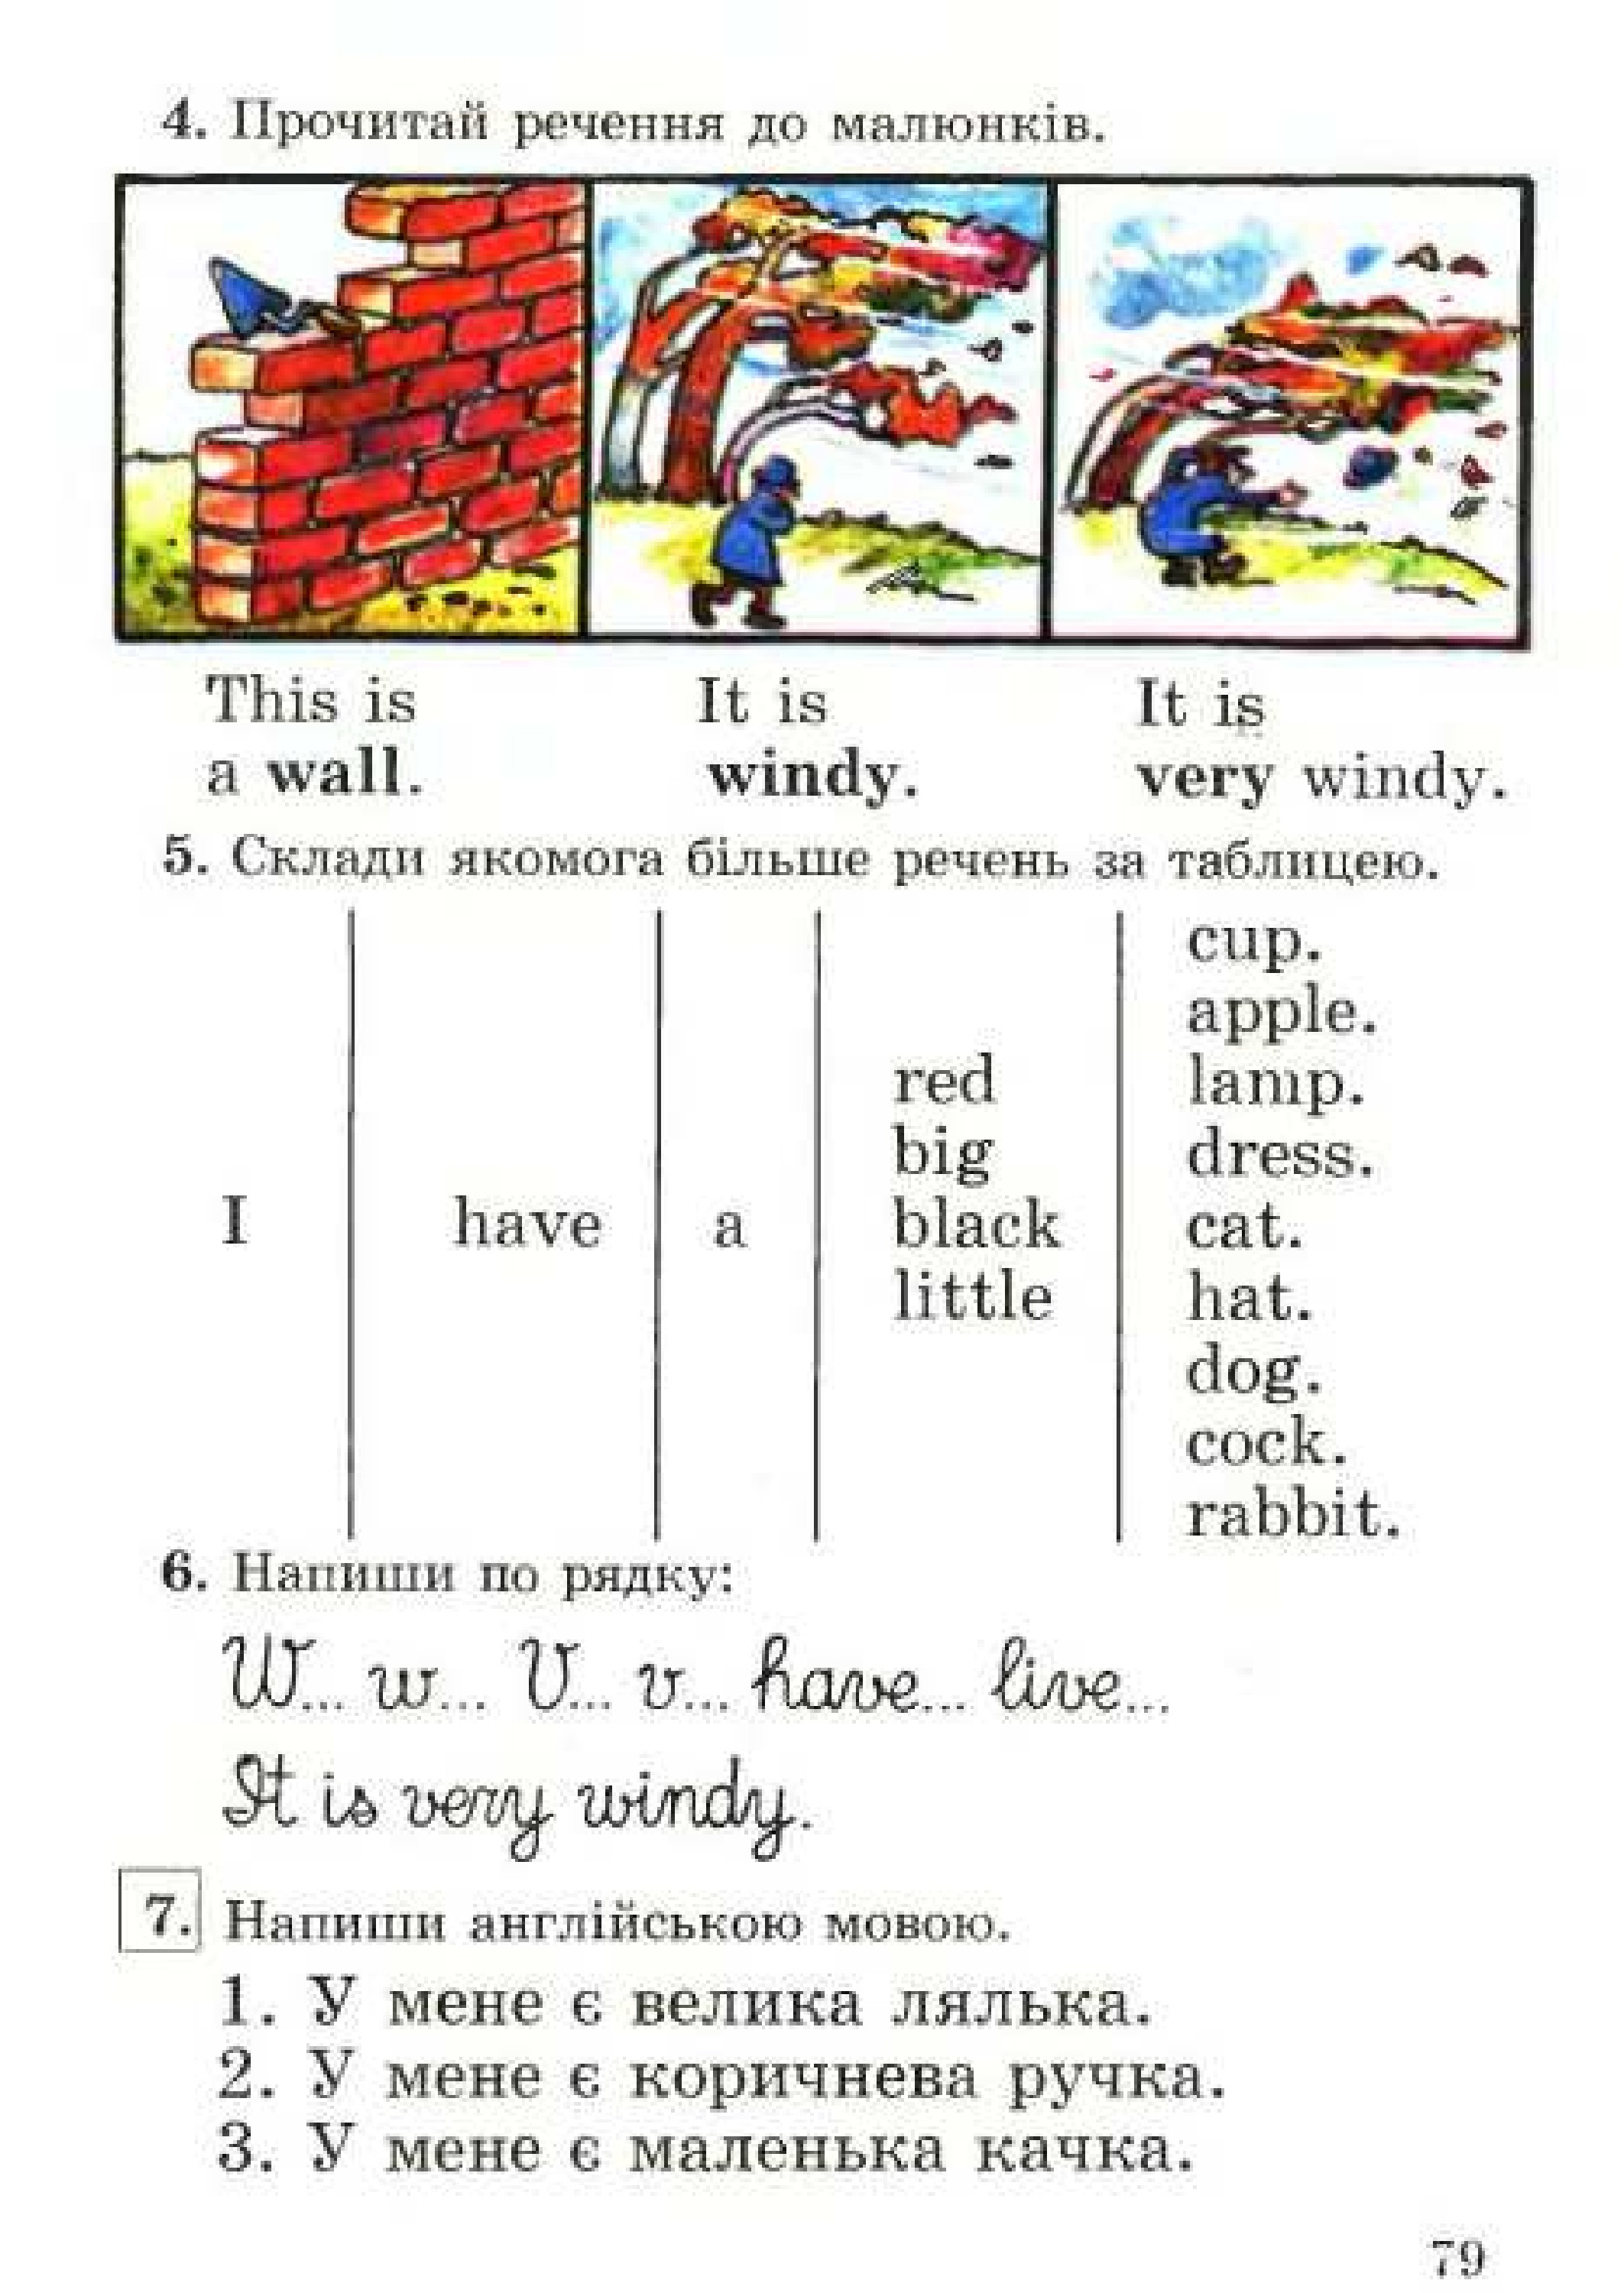 4. Прочитай речення до малюнків.
This is
a wall.
It is
windy.
It is
very windy.
5. Склади якомога більше речень за таблицею.
I
have
a
red
big
black
little
cup.
apple.
lamp.
dress.
cat.
hat.
dog.
cock.
rabbit.
6. Напиши по рядку:
W... w... V... v... have... live...
It is very windy.
7. Напиши англійською мовою.
1. У мене є велика лялька.
2. У мене є коричнева ручка.
3. У мене є маленька качка.
79